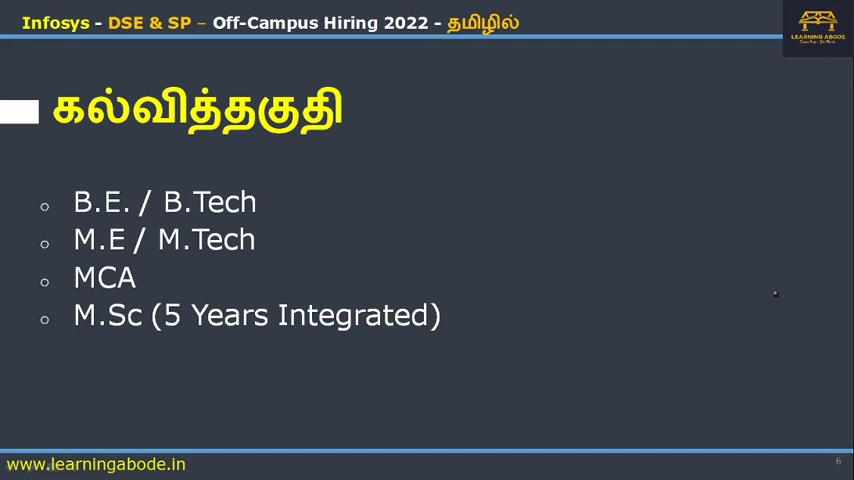 Infosys - DSE & SP – Off-Campus Hiring 2022 - தமிழில்
LEARNING ABODE
கல்வித்தகுதி
B.E. / B.Tech
M.E / M.Tech
MCA
M.Sc (5 Years Integrated)
www.learningabode.in
6